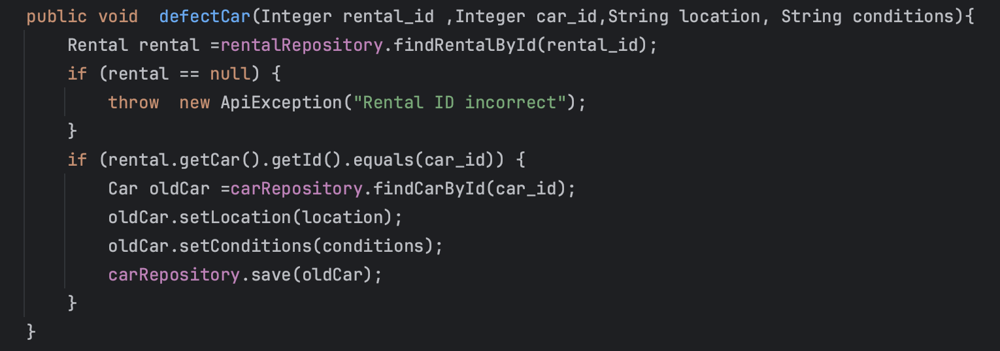 public void  defectCar(Integer rental_id ,Integer car_id,String location, String conditions){
    Rental rental =rentalRepository.findRentalById(rental_id);
    if (rental == null) {
        throw  new ApiException("Rental ID incorrect");
    }
    if (rental.getCar().getId().equals(car_id)) {
        Car oldCar =carRepository.findCarById(car_id);
        oldCar.setLocation(location);
        oldCar.setConditions(conditions);
        carRepository.save(oldCar);
    }
}